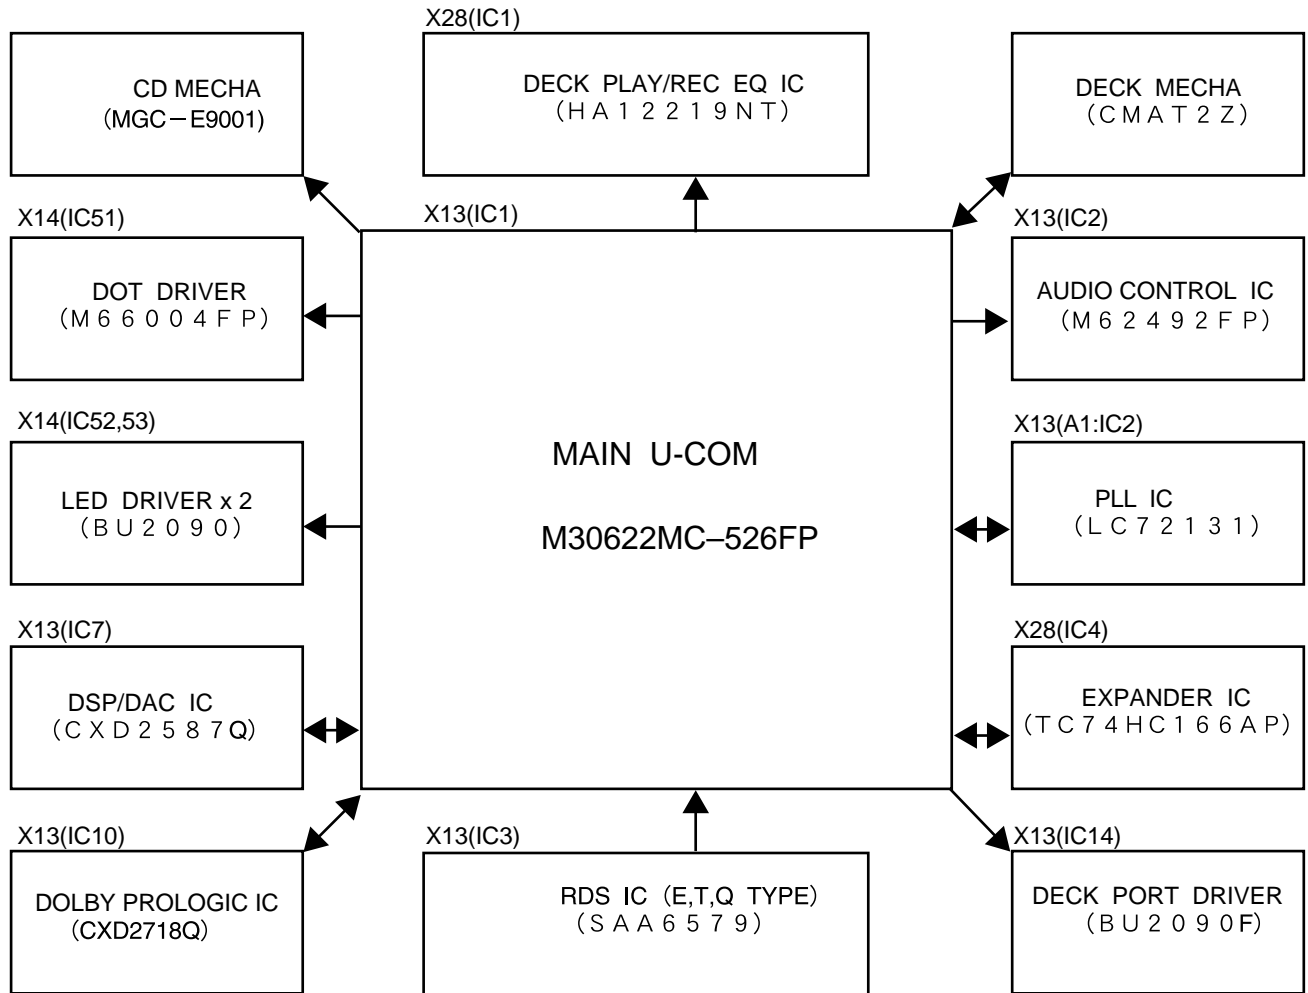 X28(IC1)
CD MECHA
(MGC－E9001)
DECK PLAY/REC EQ IC
(HA12219NT)
DECK MECHA
(CMAT2Z)
X14(IC51)
X13(IC1)
X13(IC2)
DOT DRIVER
(M66004FP)
AUDIO CONTROL IC
(M62492FP)
X14(IC52,53)
X13(A1:IC2)
LED DRIVER x 2
(BU2090)
MAIN U-COM
M30622MC–526FP
PLL IC
(LC72131)
X13(IC7)
X28(IC4)
DSP/DAC IC
(CXD2587Q)
EXPANDER IC
(TC74HC166AP)
X13(IC10)
X13(IC3)
X13(IC14)
DOLBY PROLOGIC IC
(CXD2718Q)
RDS IC (E,T,Q TYPE)
(SAA6579)
DECK PORT DRIVER
(BU2090F)